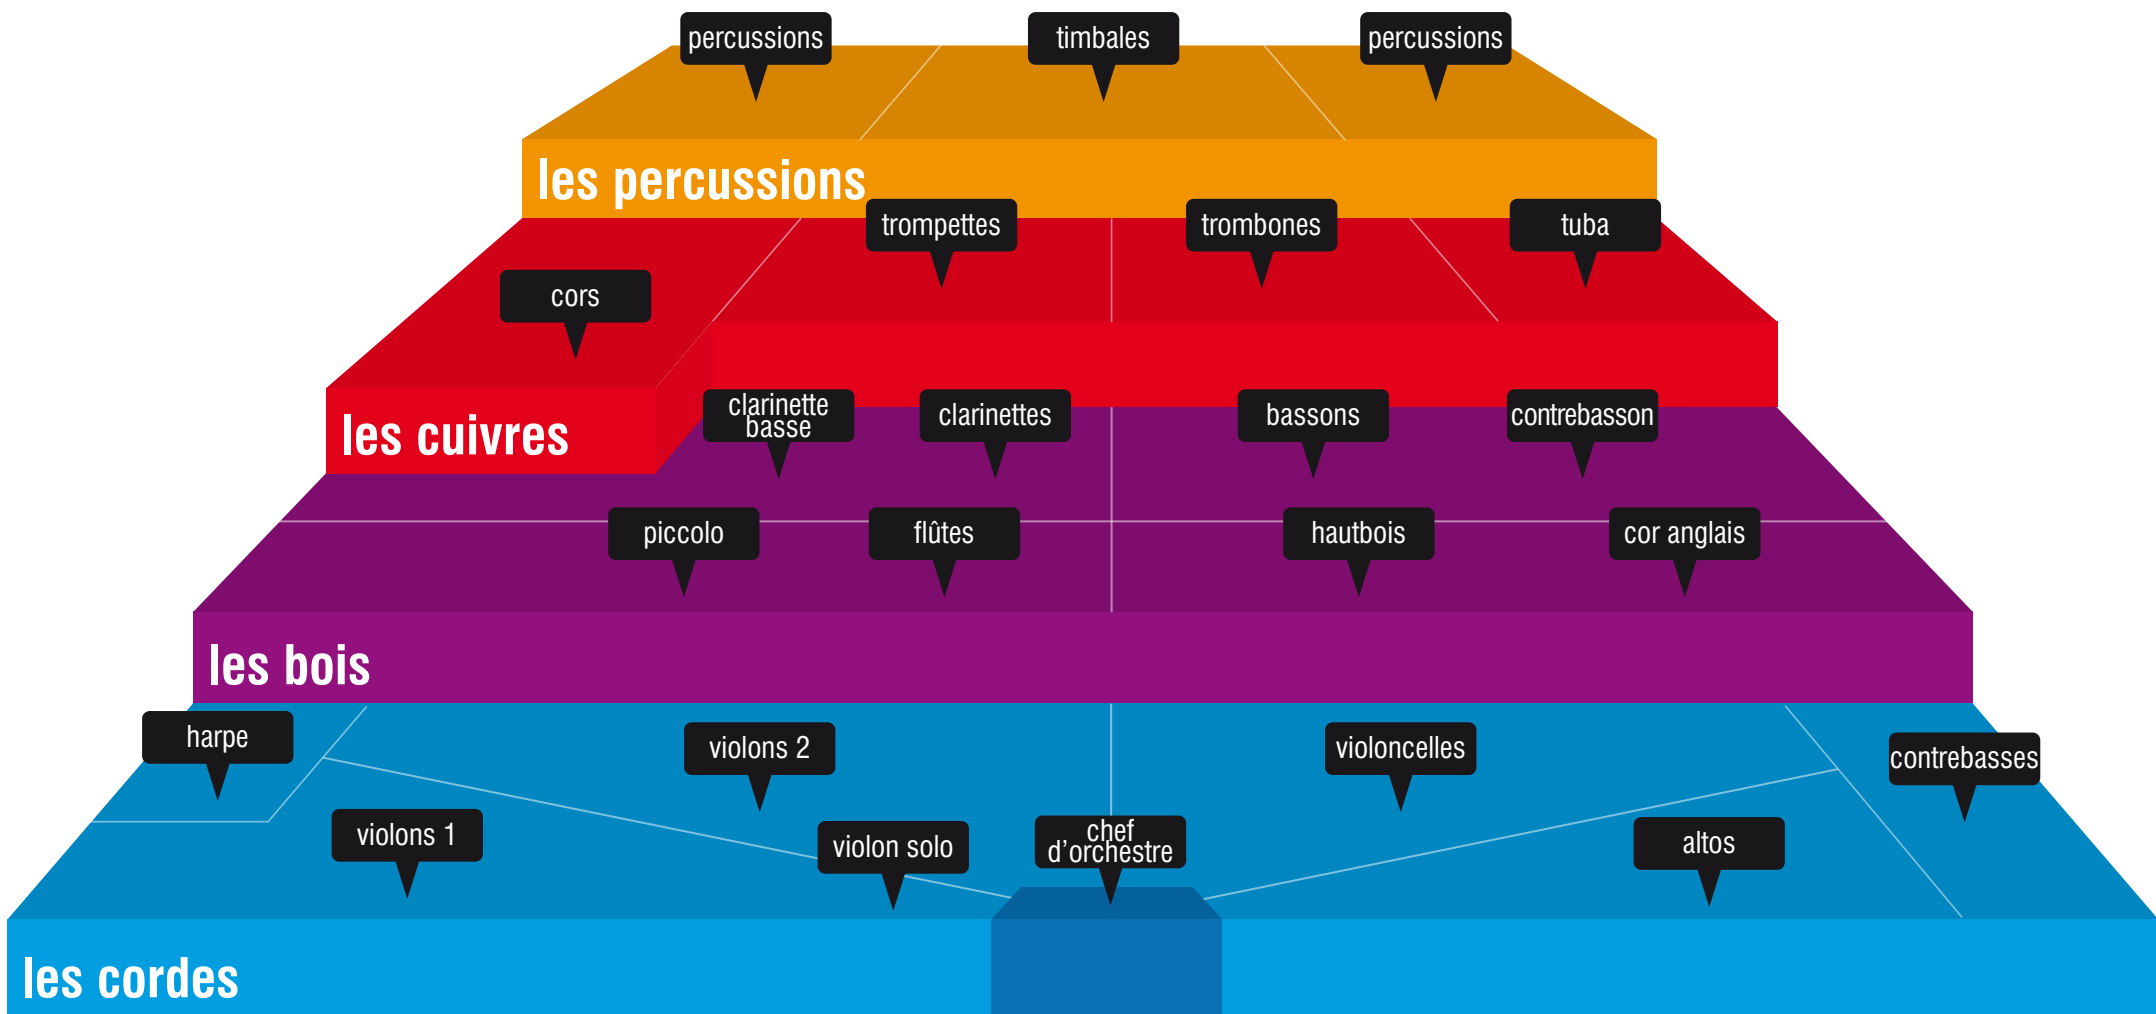 percussions
timbales
percussions
les percussions
trompettes
trombones
tuba
cors
les cuivres
clarinette
basse
clarinettes
bassons
contrebasson
piccolo
flûtes
hautbois
cor anglais
les bois
harpe
violons 2
violoncelles
contrebasses
violons 1
violon solo
chef
d'orchestre
altos
les cordes